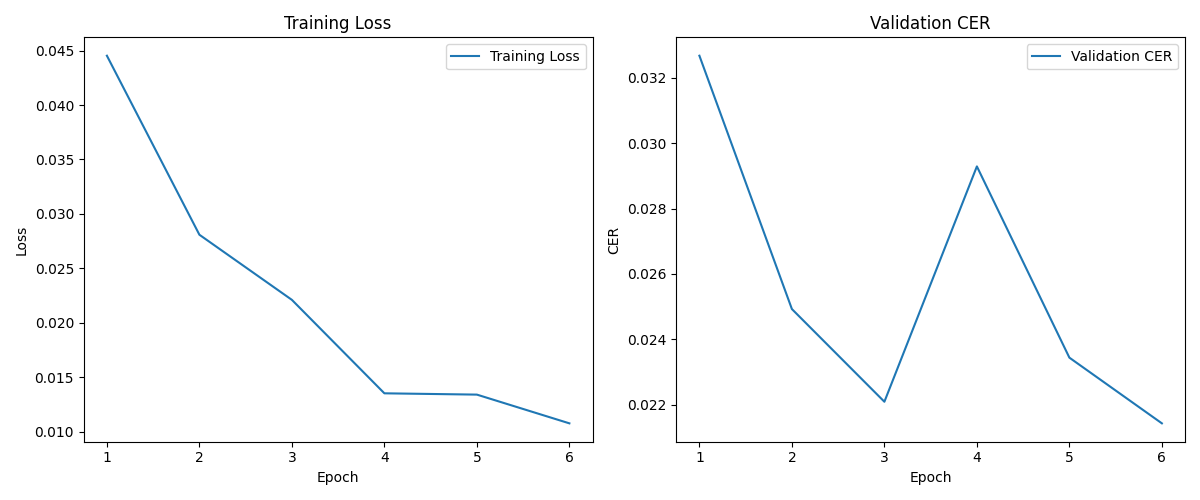 Training Loss
Training Loss
0.045
0.040
0.035
0.030
0.025
0.020
0.015
0.010
Loss
1 2 3 4 5 6
Epoch
Validation CER
Validation CER
0.032
0.030
0.028
0.026
0.024
0.022
CER
1 2 3 4 5 6
Epoch